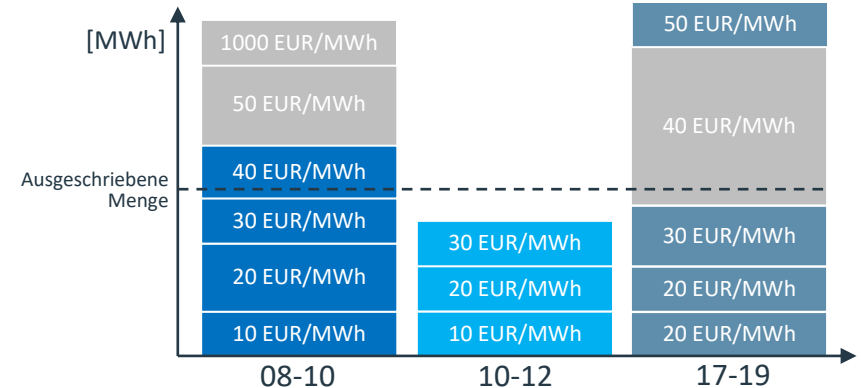 [MWh]
Ausgeschriebene
Menge
1000 EUR/MWh
50 EUR/MWh
40 EUR/MWh
30 EUR/MWh
20 EUR/MWh
10 EUR/MWh
08-10
30 EUR/MWh
20 EUR/MWh
10 EUR/MWh
10-12
50 EUR/MWh
40 EUR/MWh
30 EUR/MWh
20 EUR/MWh
20 EUR/MWh
17-19